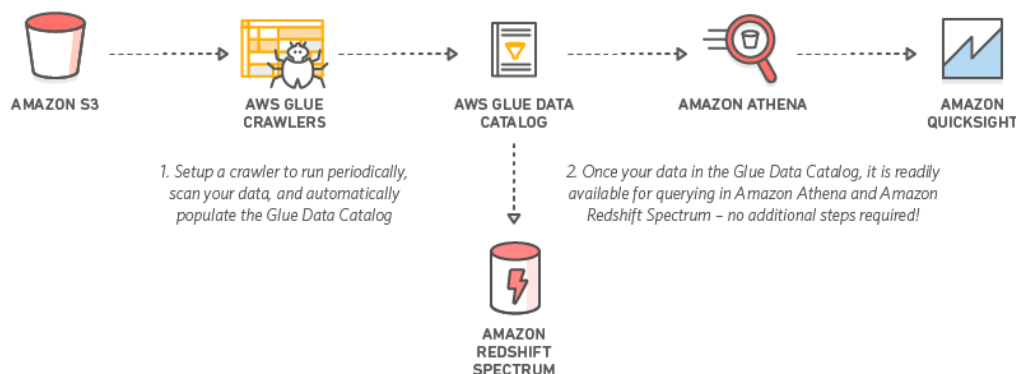 AMAZON S3
AWS GLUE
CRAWLERS
AWS GLUE DATA
CATALOG
AMAZON ATHENA
AMAZON
QUICKSIGHT
1. Setup a crawler to run periodically,
scan your data, and automatically
populate the Glue Data Catalog
2. Once your data in the Glue Data Catalog, it is readily
available for querying in Amazon Athena and Amazon
Redshift Spectrum – no additional steps required!
AMAZON
REDSHIFT
SPECTRUM